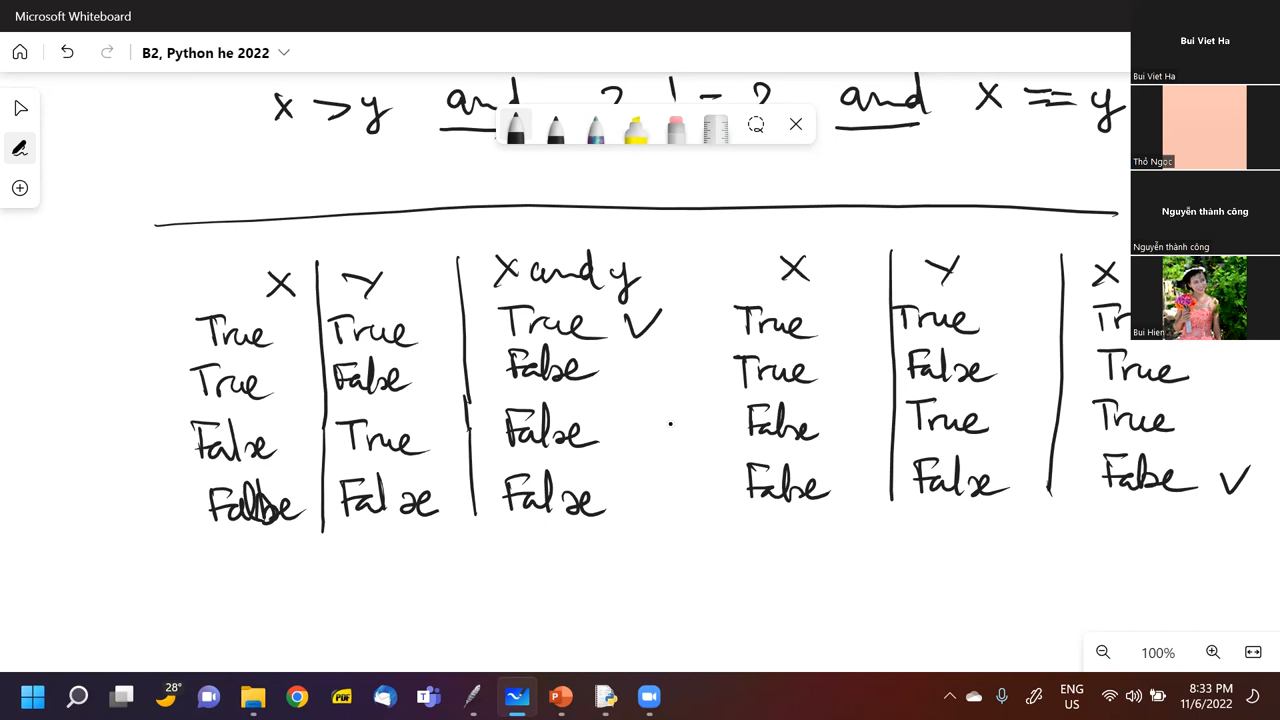 Microsoft Whiteboard
B2, Python he 2022
Bui Viet Ha
Bui Viet Ha
Thỏ Ngọc
Nguyễn thành công
Nguyễn thành công
Bui Hien
x > y and 2 != 2 and x == y
X Y X and y
True True True ✓
True False False
False True False
False False False
X Y X
True True
True False True
False True True
False False False ✓
100%
28°
PDF
ENG
US
8:33 PM
11/6/2022